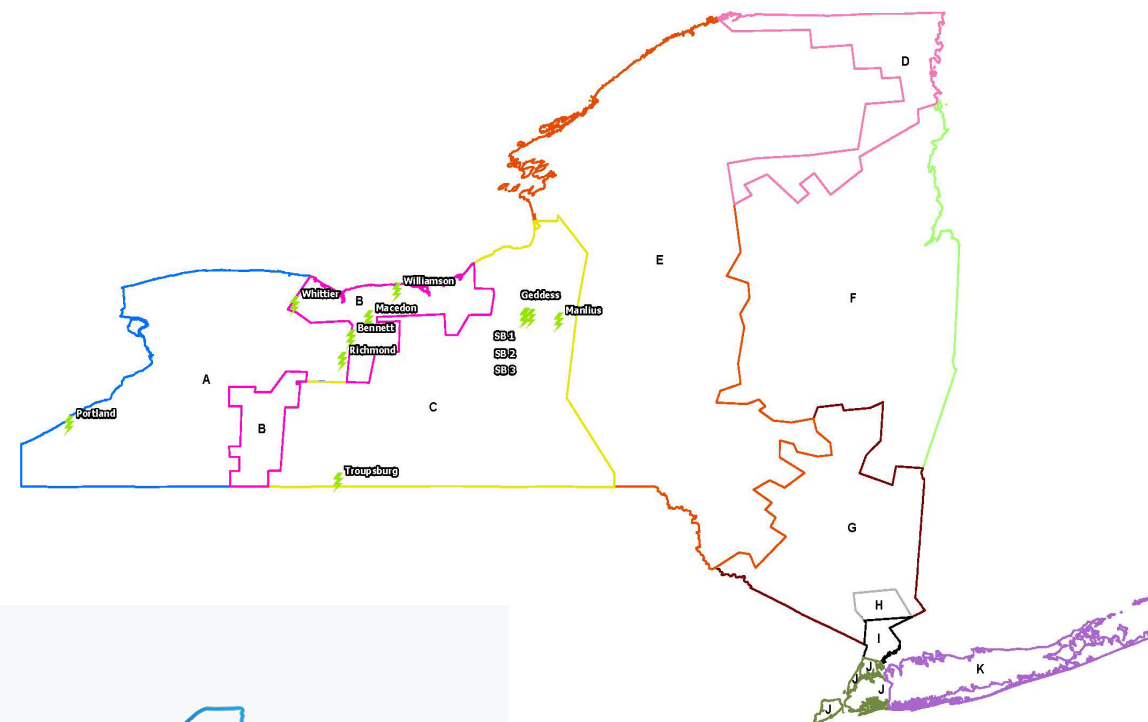 D
E
Williamson
Whittier
B
Geddess
F
Macedon
Manlius
Bennett
SB 1
Richmond
SB 2
SB 3
A
C
Portland
B
Troupsburg
G
H
I
J
K
J
J
J